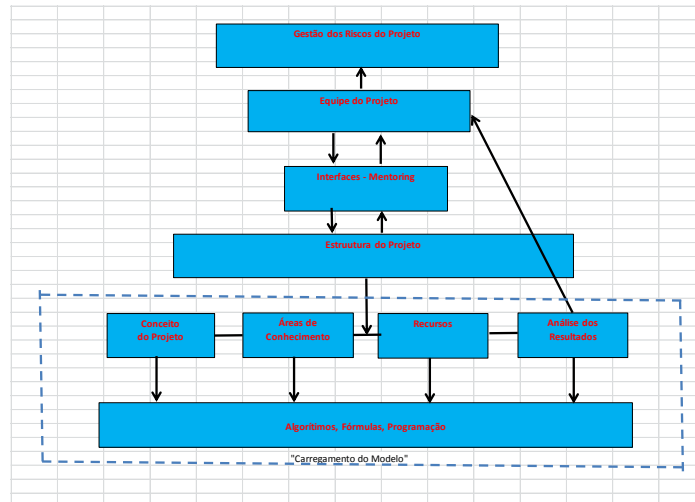 Gestão dos Riscos do Projeto
Equipe do Projeto
Interfaces - Mentoring
Estruutura do Projeto
Conceito
do Projeto
Áreas de
Conhecimento
Recursos
Análise dos
Resultados
Algorítimos, Fórmulas, Programação
"Carregamento do Modelo"